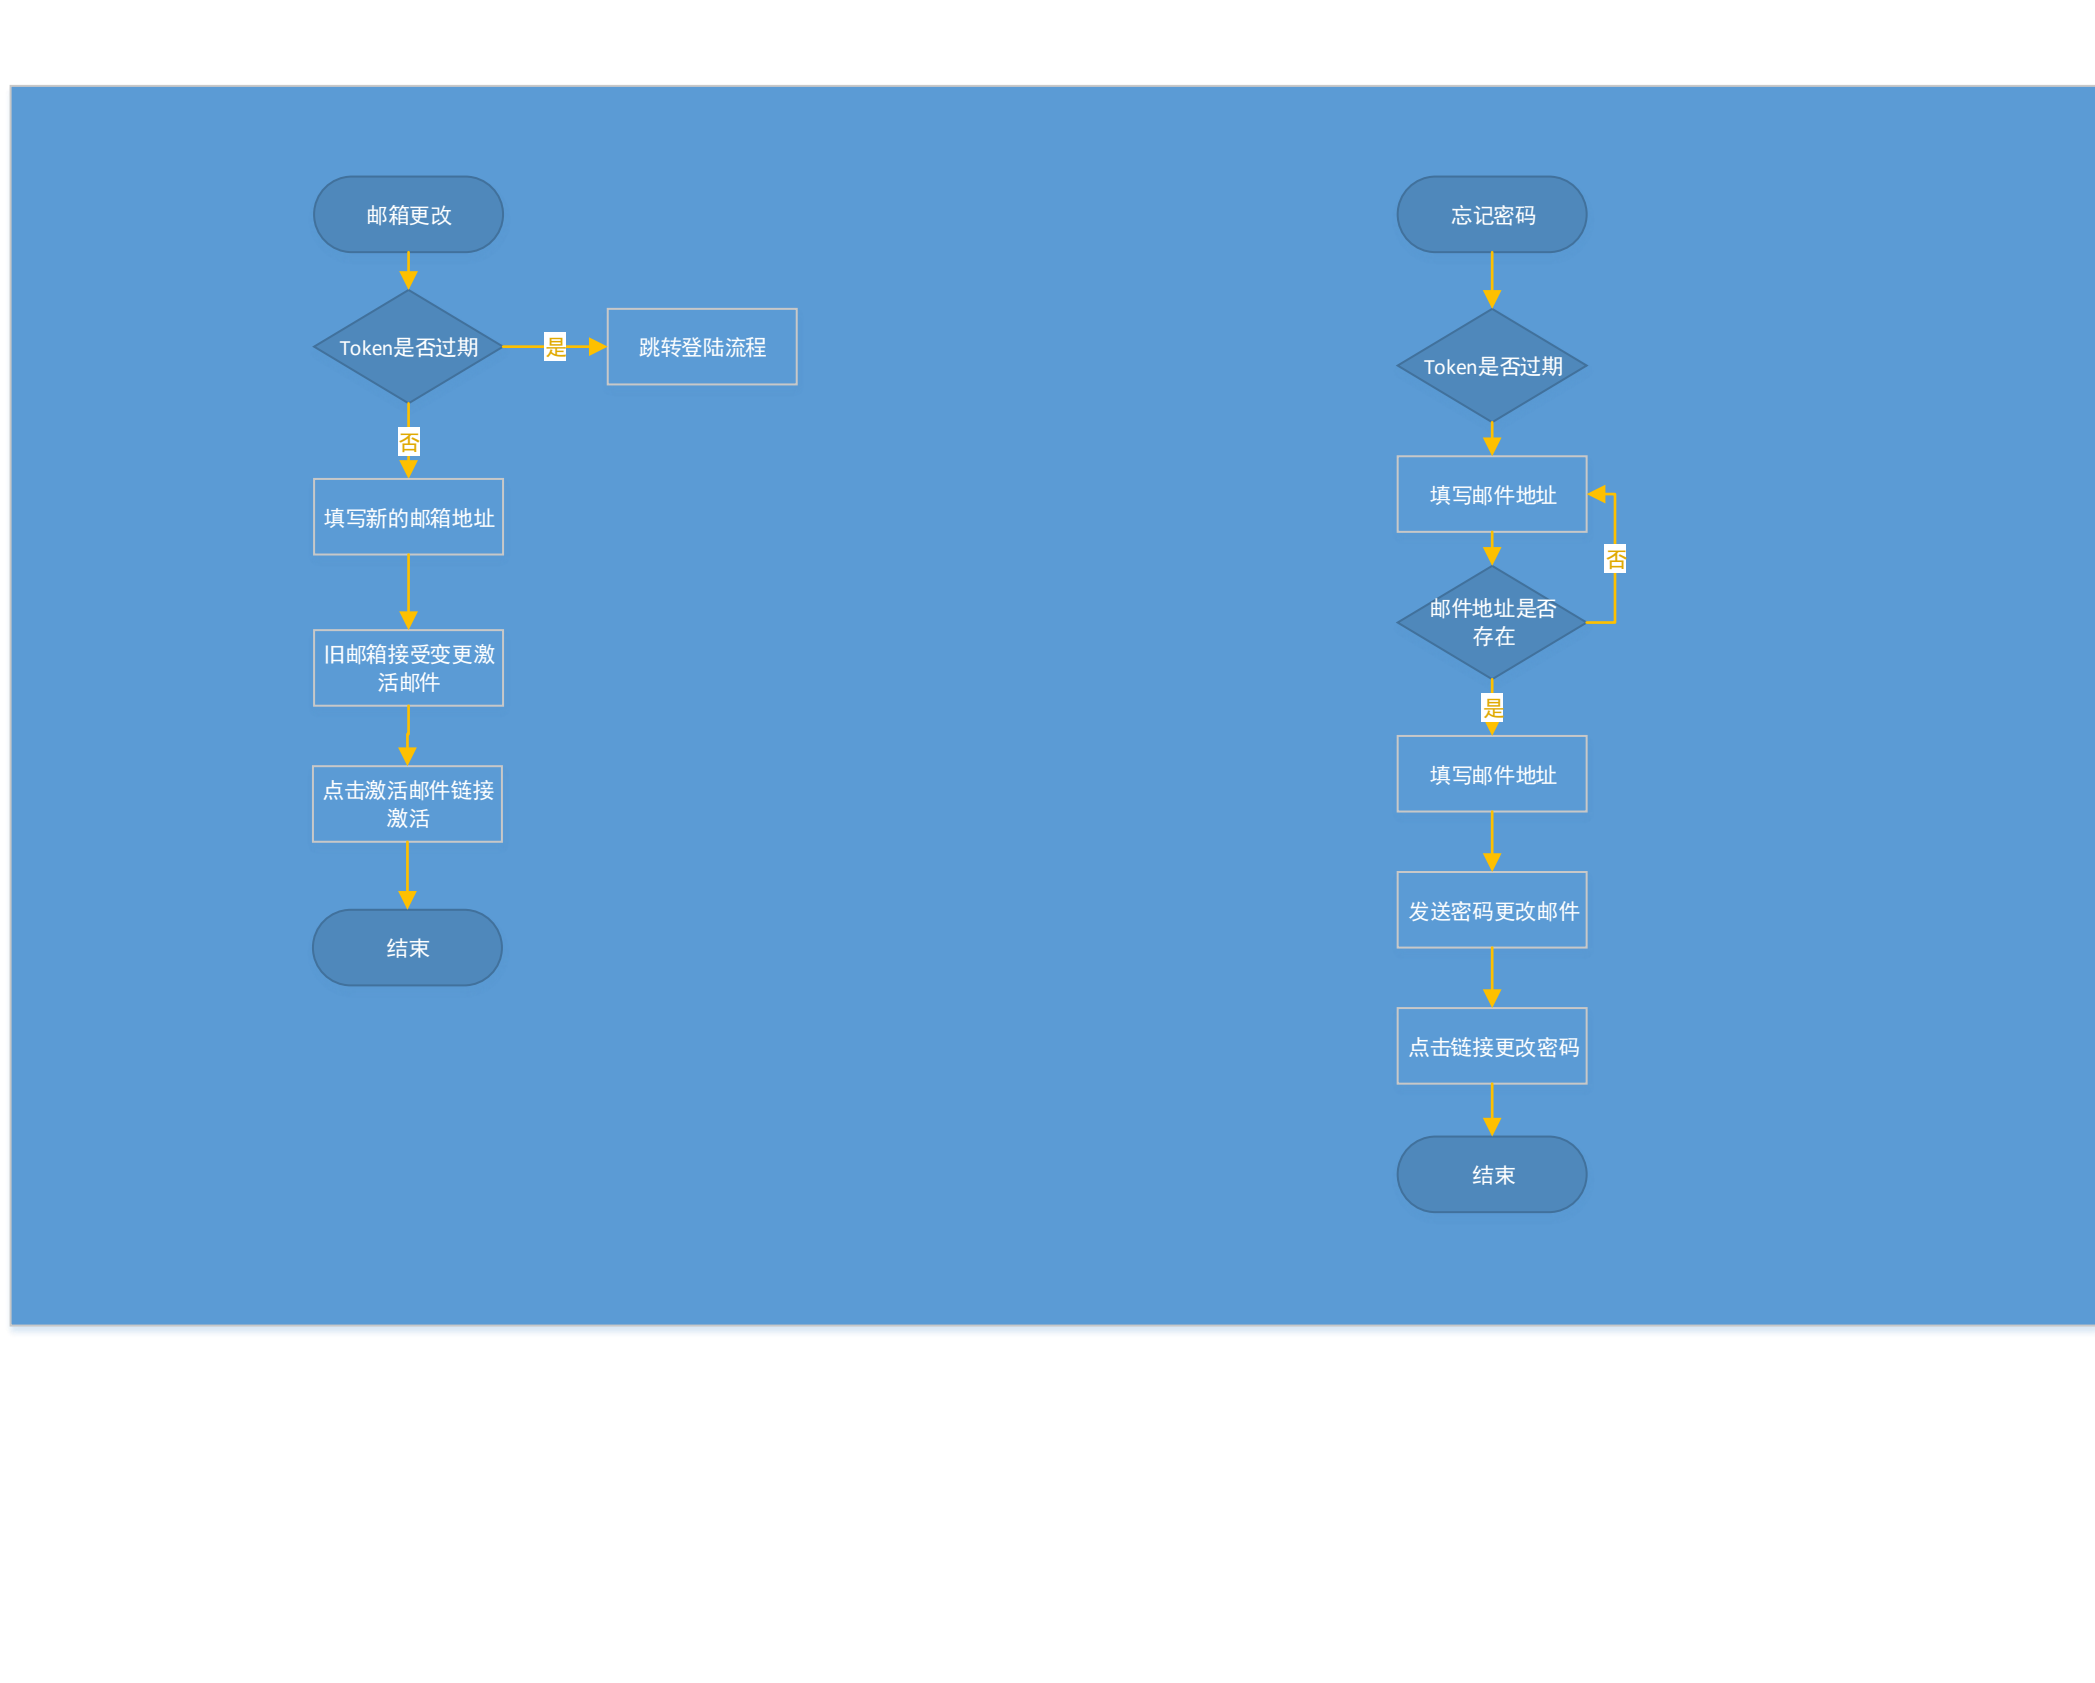 邮箱更改
Token是否过期
是
跳转登陆流程
否
填写新的邮箱地址
旧邮箱接受变更激
活邮件
点击激活邮件链接
激活
结束
忘记密码
Token是否过期
填写邮件地址
否
邮件地址是否
存在
是
填写邮件地址
发送密码更改邮件
点击链接更改密码
结束